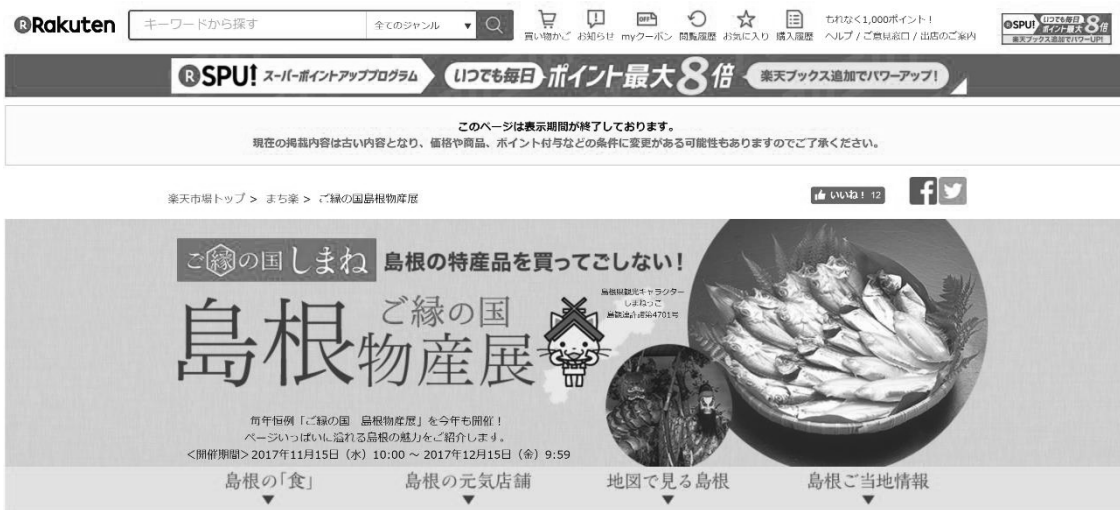 Rakuten
キーワードから探す 全てのジャンル ▼
買い物かご お知らせ myクーポン 閲覧履歴 お気に入り 購入履歴
もれなく1,000ポイント！
ヘルプ / ご意見窓口 / 出店のご案内
SPU! いつでも毎日 ポイント最大8倍
楽天ブックス追加でパワーUP!
SPU! スーパーポイントアッププログラム いつでも毎日 ポイント最大8倍 楽天ブックス追加でパワーアップ！
このページは表示期間が終了しております。
現在の掲載内容は古い内容となり、価格や商品、ポイント付与などの条件に変更がある可能性もありますのでご了承ください。
楽天市場トップ > まち楽 > ご縁の国島根物産展
いいね！ 12
ご縁の国しまね 島根の特産品を買ってごしない！
島根県観光キャラクター
しまねっこ
ご縁の国
島根物産展
毎年恒例「ご縁の国 島根物産展」を今年も開催！
ページいっぱいに溢れる島根の魅力をご紹介します。
<開催期間>2017年11月15日（水）10:00 ～ 2017年12月15日（金）9:59
島根の「食」 島根の元気店舗 地図で見る島根 島根ご当地情報
▼ ▼ ▼ ▼